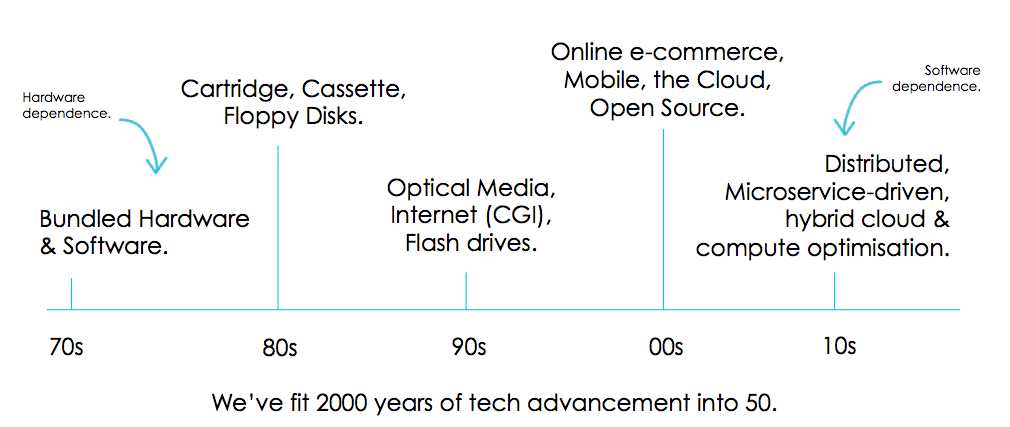 Hardware
dependence.
Bundled Hardware
& Software.
Cartridge, Cassette,
Floppy Disks.
Optical Media,
Internet (CGI),
Flash drives.
Online e-commerce,
Mobile, the Cloud,
Open Source.
Software
dependence.
Distributed,
Microservice-driven,
hybrid cloud &
compute optimisation.
70s
80s
90s
00s
10s
We've fit 2000 years of tech advancement into 50.